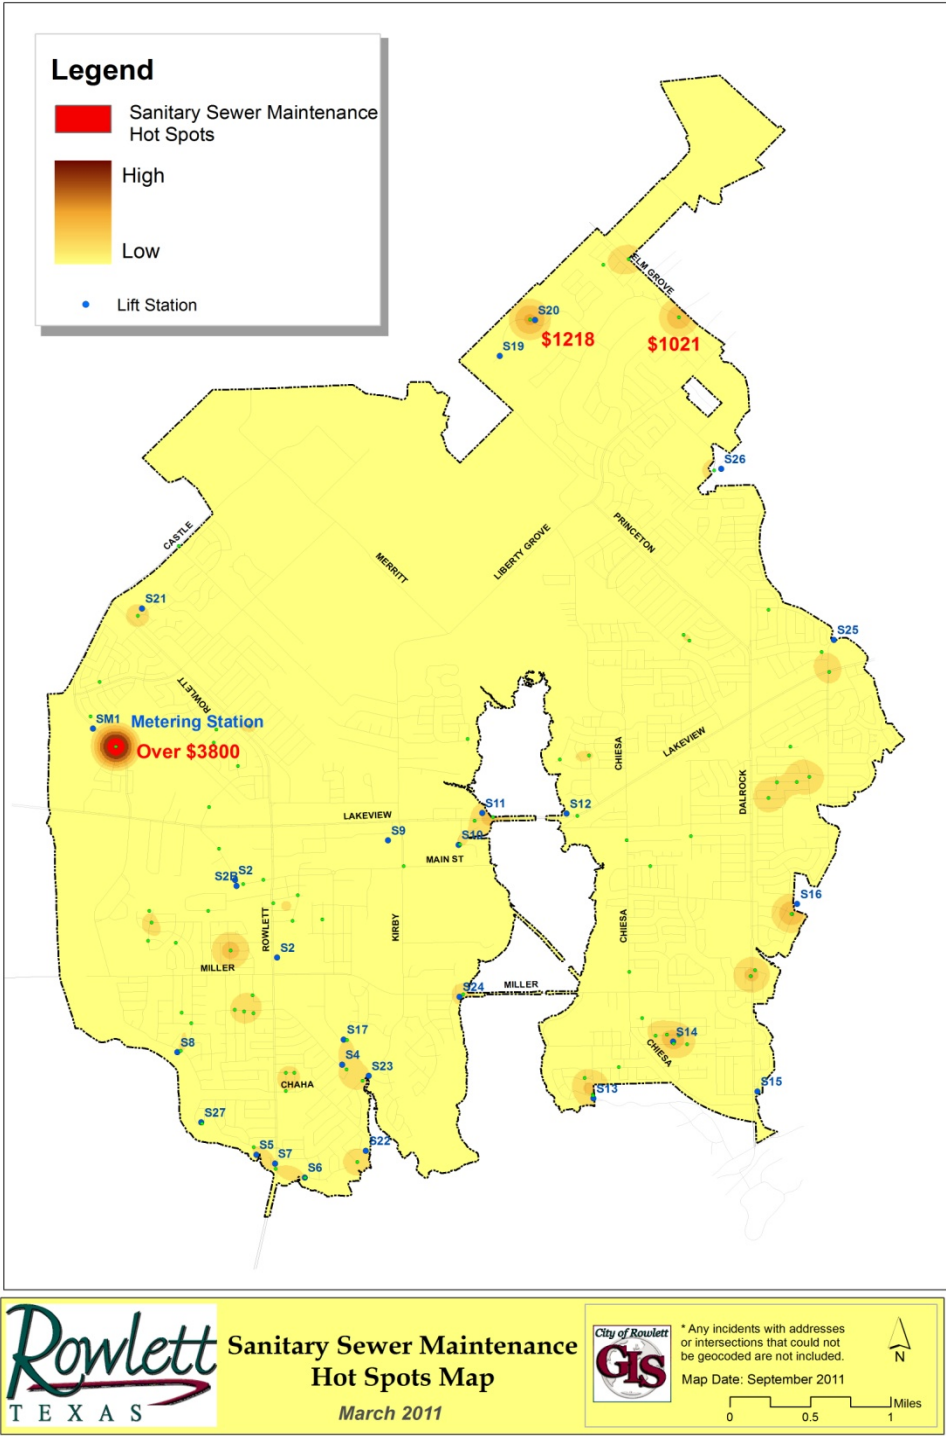 Legend
Sanitary Sewer Maintenance
Hot Spots
High
Low
Lift Station
ELM GROVE
S20
$1218
$1021
S19
S26
CASTLE
MERRITT
LIBERTY GROVE
PRINCETON
S21
S25
ROWLETT
SM1
Metering Station
Over $3800
CHIESA
LAKEVIEW
DALROCK
LAKEVIEW
S11
S12
S9
S10
MAIN ST
S2
S2B
S16
ROWLETT
KIRBY
CHIESA
S2
MILLER
S24
MILLER
S17
S14
S8
S4
S23
CHIESA
CHAHA
S13
S15
S27
S5
S7
S6
S22
Rowlett
TEXAS
Sanitary Sewer Maintenance
Hot Spots Map
March 2011
City of Rowlett
GIS
* Any incidents with addresses
or intersections that could not
be geocoded are not included.
Map Date: September 2011
N
Miles
0 0.5 1